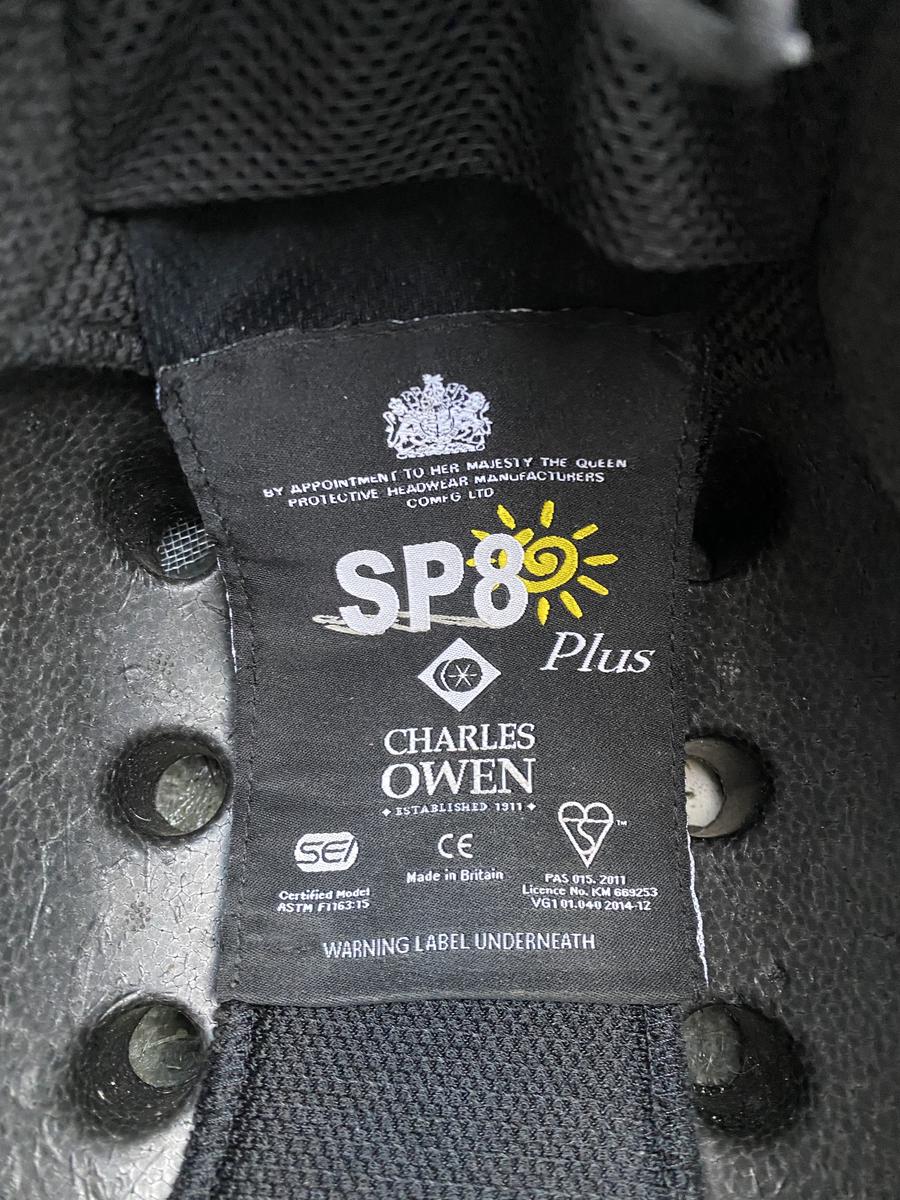 BY APPOINTMENT TO HER MAJESTY THE QUEEN
PROTECTIVE HEADWEAR MANUFACTURERS
COMFG LTD
SP8
Plus
CHARLES
OWEN
ESTABLISHED 1911
SEI
CE
TM
Certified Model
ASTM F1163:15
Made in Britain
PAS 015. 2011
Licence No. KM 669253
VG1 01.040 2014-12
WARNING LABEL UNDERNEATH